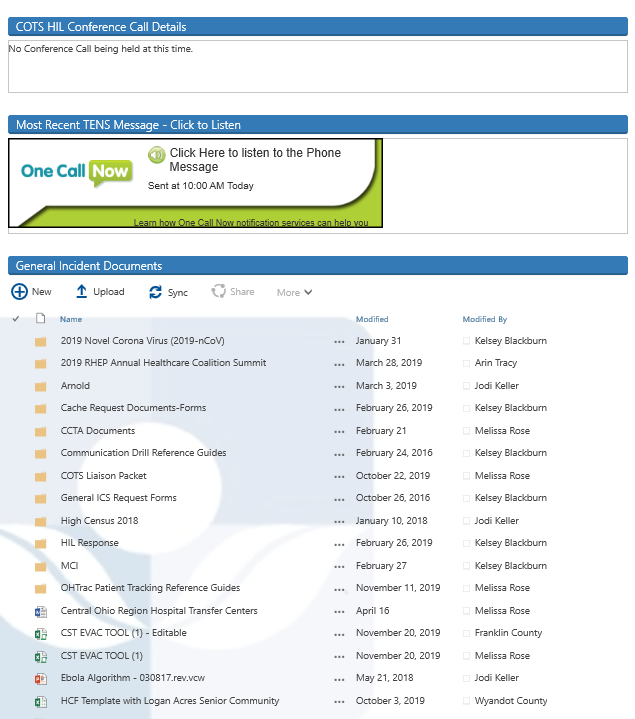 COTS HIL Conference Call Details
No Conference Call being held at this time.
Most Recent TENS Message - Click to Listen
One Call Now
Click Here to listen to the Phone
Message
Sent at 10:00 AM Today
Learn how One Call Now notification services can help you
General Incident Documents
New Upload Sync Share More
Name Modified Modified By
2019 Novel Corona Virus (2019-nCoV) ... January 31 Kelsey Blackburn
2019 RHEP Annual Healthcare Coalition Summit ... March 28, 2019 Arin Tracy
Arnold ... March 3, 2019 Jodi Keller
Cache Request Documents-Forms ... February 26, 2019 Kelsey Blackburn
CCTA Documents ... February 21 Melissa Rose
Communication Drill Reference Guides ... February 24, 2016 Kelsey Blackburn
COTS Liaison Packet ... October 22, 2019 Melissa Rose
General ICS Request Forms ... October 26, 2016 Kelsey Blackburn
High Census 2018 ... January 10, 2018 Jodi Keller
HIL Response ... February 26, 2019 Kelsey Blackburn
MCI ... February 27 Kelsey Blackburn
OHTrac Patient Tracking Reference Guides ... November 11, 2019 Melissa Rose
Central Ohio Region Hospital Transfer Centers ... April 16 Melissa Rose
CST EVAC TOOL (1) - Editable ... November 20, 2019 Franklin County
CST EVAC TOOL (1) ... November 20, 2019 Melissa Rose
Ebola Algorithm - 030817.rev.vcw ... May 21, 2018 Jodi Keller
HCF Template with Logan Acres Senior Community ... October 3, 2019 Wyandot County